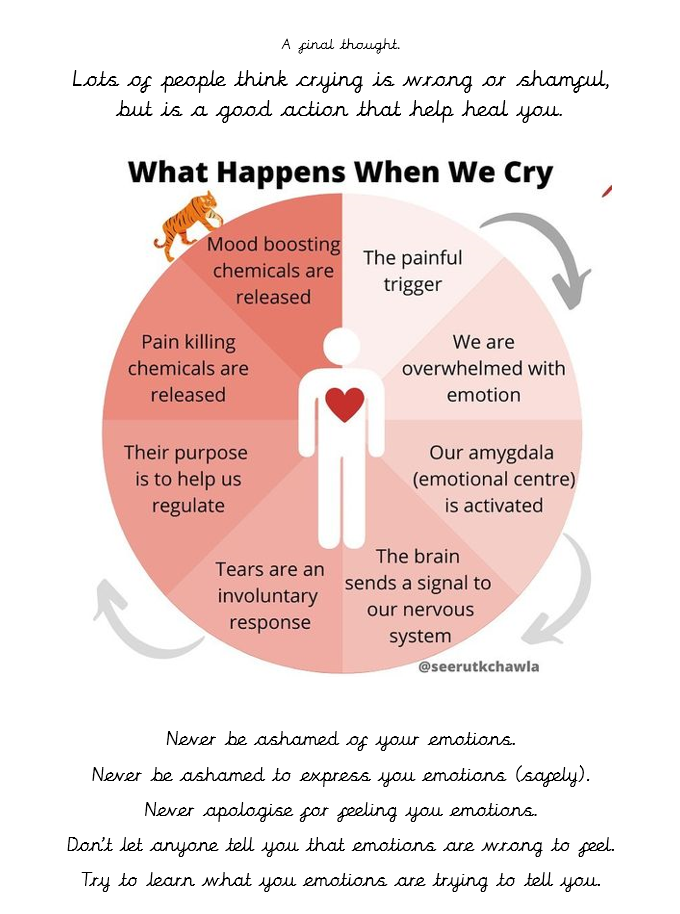 A final thought.
Lots of people think crying is wrong or shamful,
but is a good action that help heal you.
What Happens When We Cry
The painful
trigger
We are
overwhelmed with
emotion
Our amygdala
(emotional centre)
is activated
The brain
sends a signal to
our nervous
system
Tears are an
involuntary
response
Their purpose
is to help us
regulate
Pain killing
chemicals are
released
Mood boosting
chemicals are
released
@seerutkchawla
Never be ashamed of your emotions.
Never be ashamed to express you emotions (safely).
Never apologise for feeling you emotions.
Don't let anyone tell you that emotions are wrong to feel.
Try to learn what you emotions are trying to tell you.